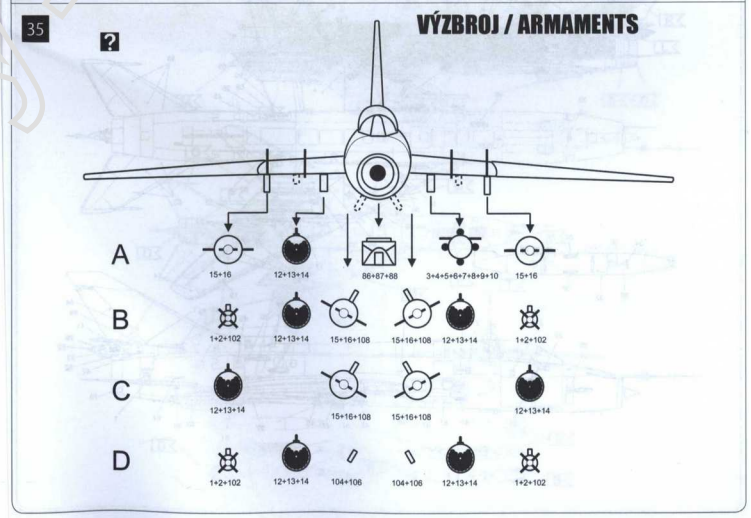 35
?
VÝZBROJ / ARMAMENTS
A
15+16 12+13+14 86+87+88 3+4+5+6+7+8+9+10 15+16
B
1+2+102 12+13+14 15+16+108 15+16+108 12+13+14 1+2+102
C
12+13+14 15+16+108 15+16+108 12+13+14
D
1+2+102 12+13+14 104+106 104+106 12+13+14 1+2+102